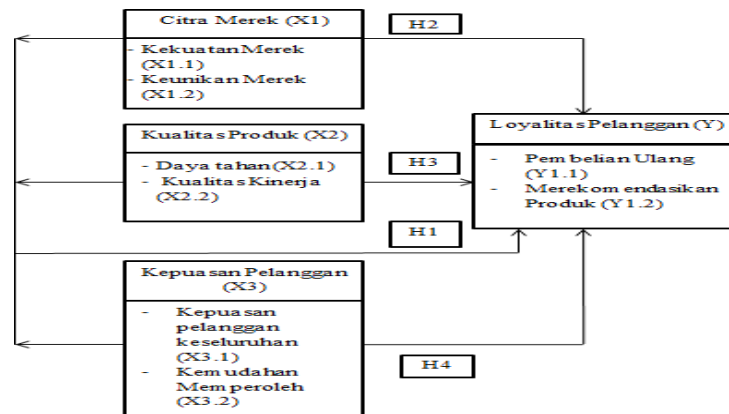 Citra Merek (X1)
- Kekuatan Merek
(X1.1)
- Keunikan Merek
(X1.2)
H2
Kualitas Produk (X2)
- Daya tahan(X2.1)
- Kualitas Kinerja
(X2.2)
H3
Loyalitas Pelanggan (Y)
- Pembelian Ulang
(Y1.1)
- Merekomendasikan
Produk (Y1.2)
H1
Kepuasan Pelanggan
(X3)
- Kepuasan
pelanggan
keseluruhan
(X3.1)
- Kemudahan
Memperoleh
(X3.2)
H4